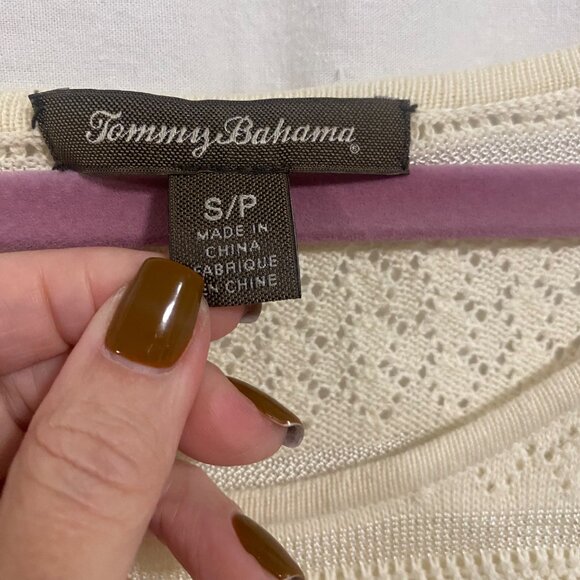 Tommy Bahama®
S/P
MADE IN
CHINA
FABRIQUE
EN CHINE